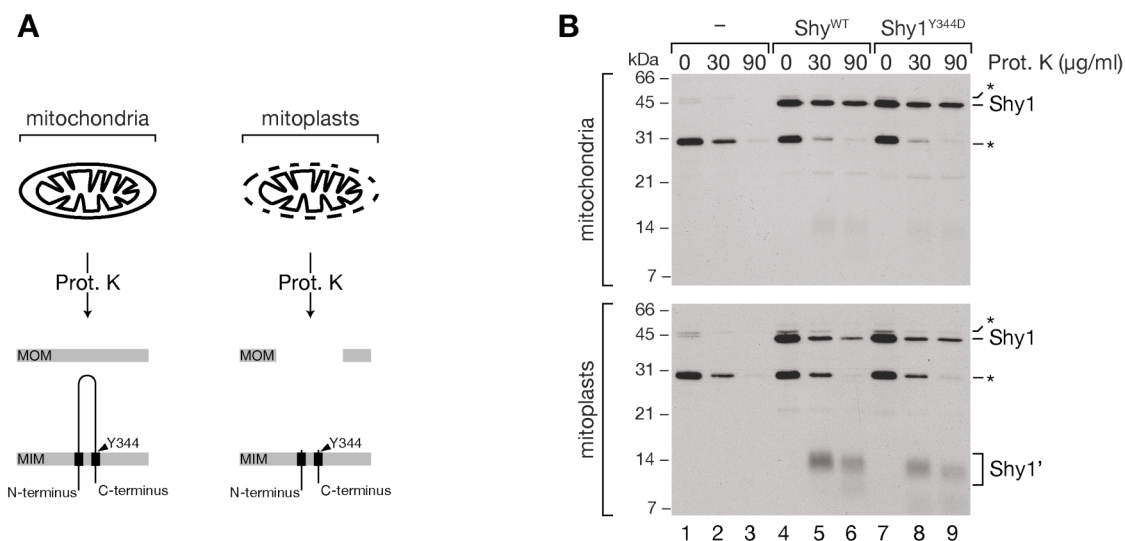 A
mitochondria
mitoplasts
Prot. K
Prot. K
MOM
MOM
Y344
Y344
MIM
MIM
N-terminus
C-terminus
N-terminus
C-terminus
B
– Shy^WT Shy1^Y344D
kDa 0 30 90 0 30 90 0 30 90 Prot. K (µg/ml)
mitochondria
66 –
*
45 – – Shy1
31 – – *
21 –
14 –
7 –
mitoplasts
66 –
*
45 – – Shy1
31 – – *
21 –
14 – Shy1’
7 –
1 2 3 4 5 6 7 8 9